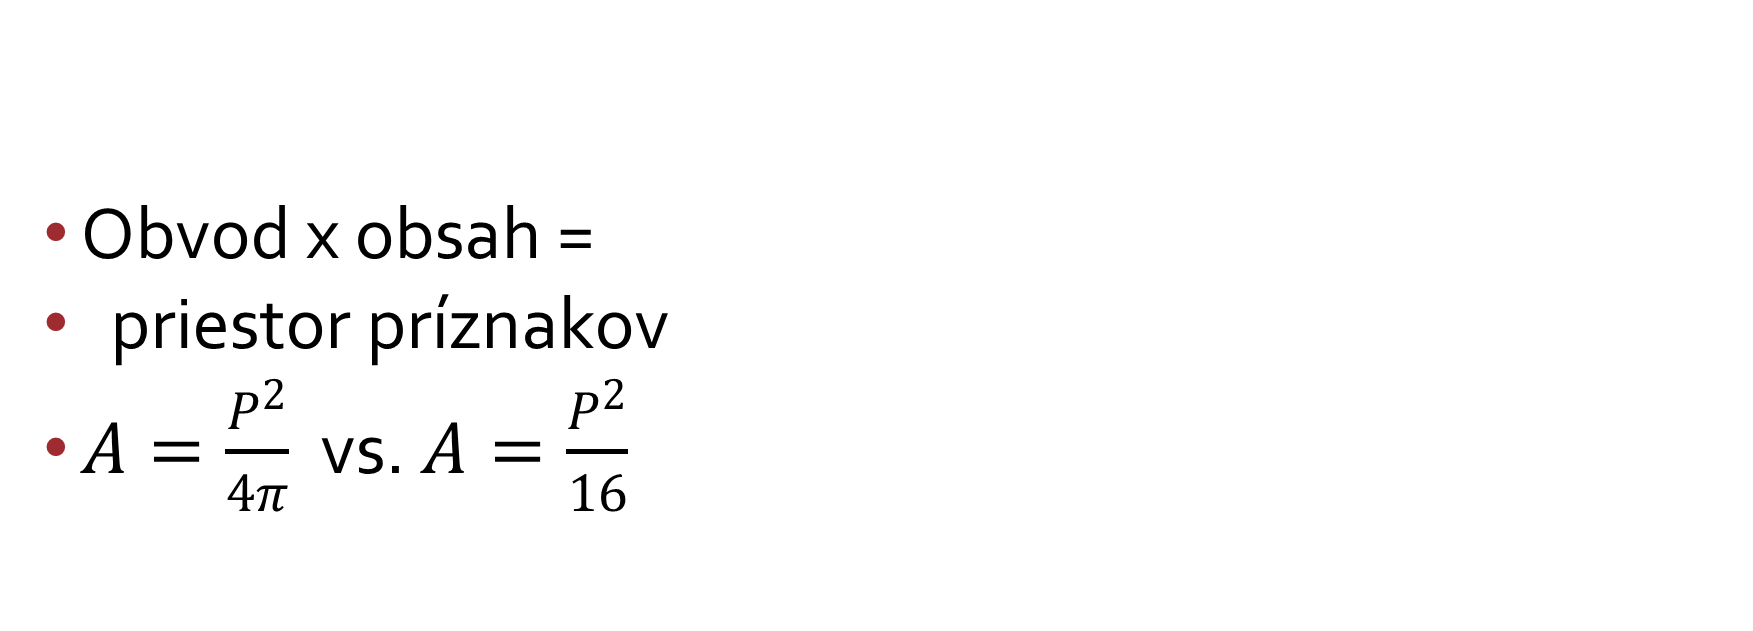 • Obvod x obsah =
• priestor príznakov
• A = P²/4π vs. A = P²/16